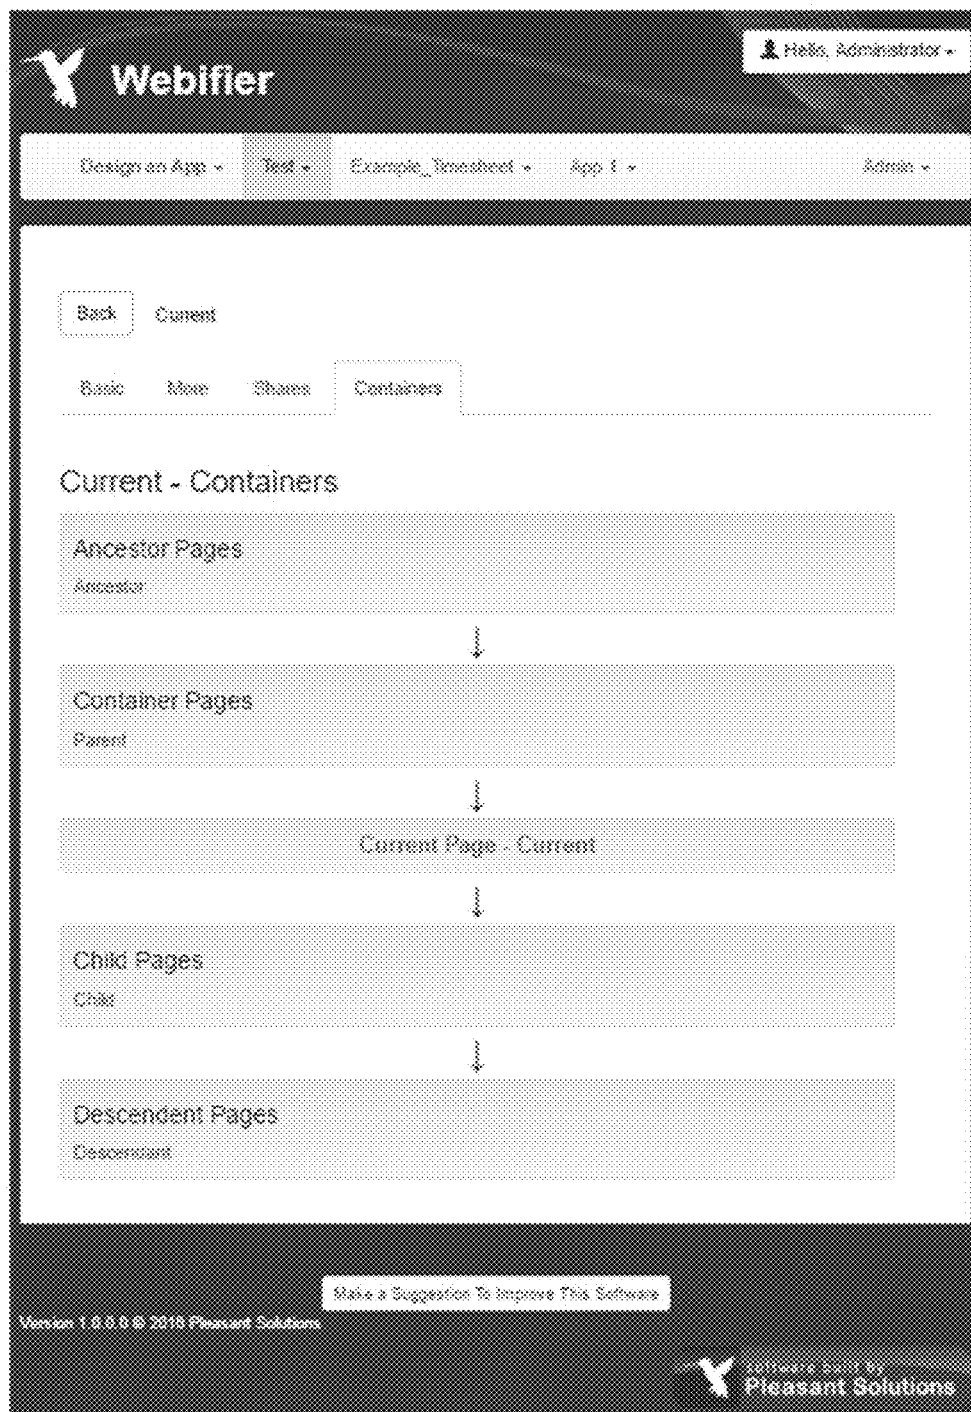 Hello, Administrator
Webifier
Design an App Test Example_Timesheet App 1 Admin
Back Current
Basic More Shares Containers
Current - Containers
Ancestor Pages
Ancestor
Container Pages
Parent
Current Page - Current
Child Pages
Child
Descendent Pages
Descendant
Make a Suggestion To Improve This Software
Version 1.0.0.0 © 2018 Pleasant Solutions
software built by
Pleasant Solutions